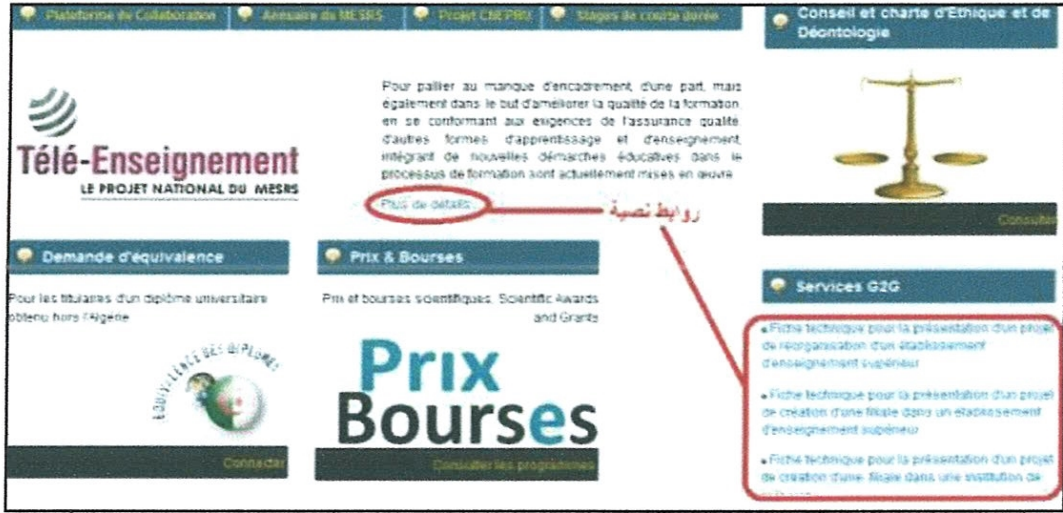 Plateforme de Collaboration
Annuaire du MESRS
Projet CNEPRU
Stages de courte durée
Conseil et charte d'Ethique et de
Déontologie
Télé-Enseignement
LE PROJET NATIONAL DU MESRS
Pour pallier au manque d'encadrement, d'une part, mais
également dans le but d'améliorer la qualité de la formation
en se conformant aux exigences de l'assurance qualité,
d'autres formes d'apprentissage et d'enseignement,
intégrant de nouvelles démarches éducatives dans le
processus de formation sont actuellement mises en œuvre
Plus de détails...
روابط نصية
Consulter
Demande d'équivalence
Pour les titulaires d'un diplôme universitaire
obtenu hors l'Algérie
EQUIVALENCE DES DIPLOMES
Connecter
Prix & Bourses
Prix et bourses scientifiques, Scientific Awards
and Grants
Prix
Bourses
Consulter les programmes
Services G2G
• Fiche technique pour la présentation d'un projet
de réorganisation d'un établissement
d'enseignement supérieur
• Fiche technique pour la présentation d'un projet
de création d'une filiale dans un établissement
d'enseignement supérieur
• Fiche technique pour la présentation d'un projet
de création d'une filiale dans une institution de